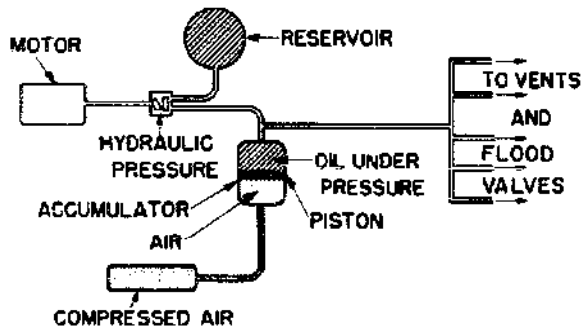 RESERVOIR
MOTOR
TO VENTS
AND
FLOOD
VALVES
HYDRAULIC
PRESSURE
OIL UNDER
PRESSURE
ACCUMULATOR
PISTON
AIR
COMPRESSED AIR